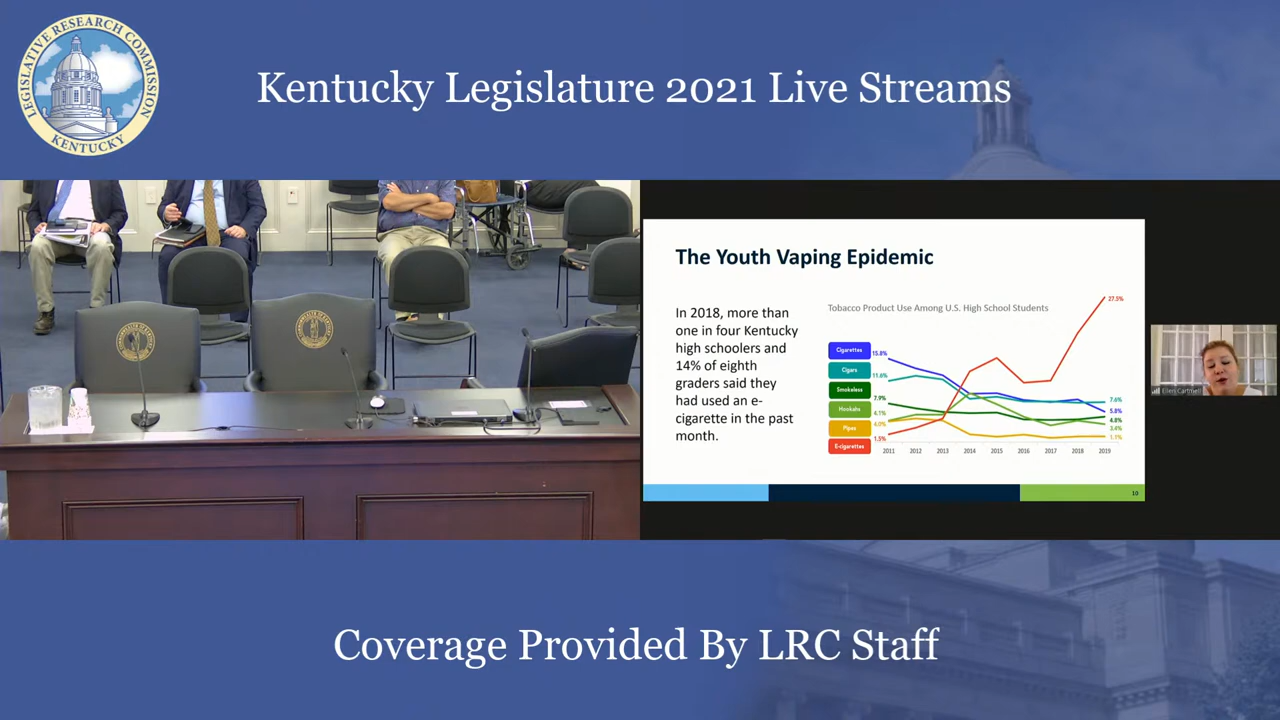 LEGISLATIVE RESEARCH COMMISSION
KENTUCKY
Kentucky Legislature 2021 Live Streams
The Youth Vaping Epidemic
In 2018, more than
one in four Kentucky
high schoolers and
14% of eighth
graders said they
had used an e-
cigarette in the past
month.
Tobacco Product Use Among U.S. High School Students
27.5%
Cigarettes
15.8%
Cigars
11.6%
Smokeless
7.9%
Hookahs
4.1%
Pipes
4.0%
E-cigarettes
1.5%
7.6%
5.8%
4.8%
3.4%
1.1%
2011 2012 2013 2014 2015 2016 2017 2018 2019
10
Ellen Cartmell
Coverage Provided By LRC Staff